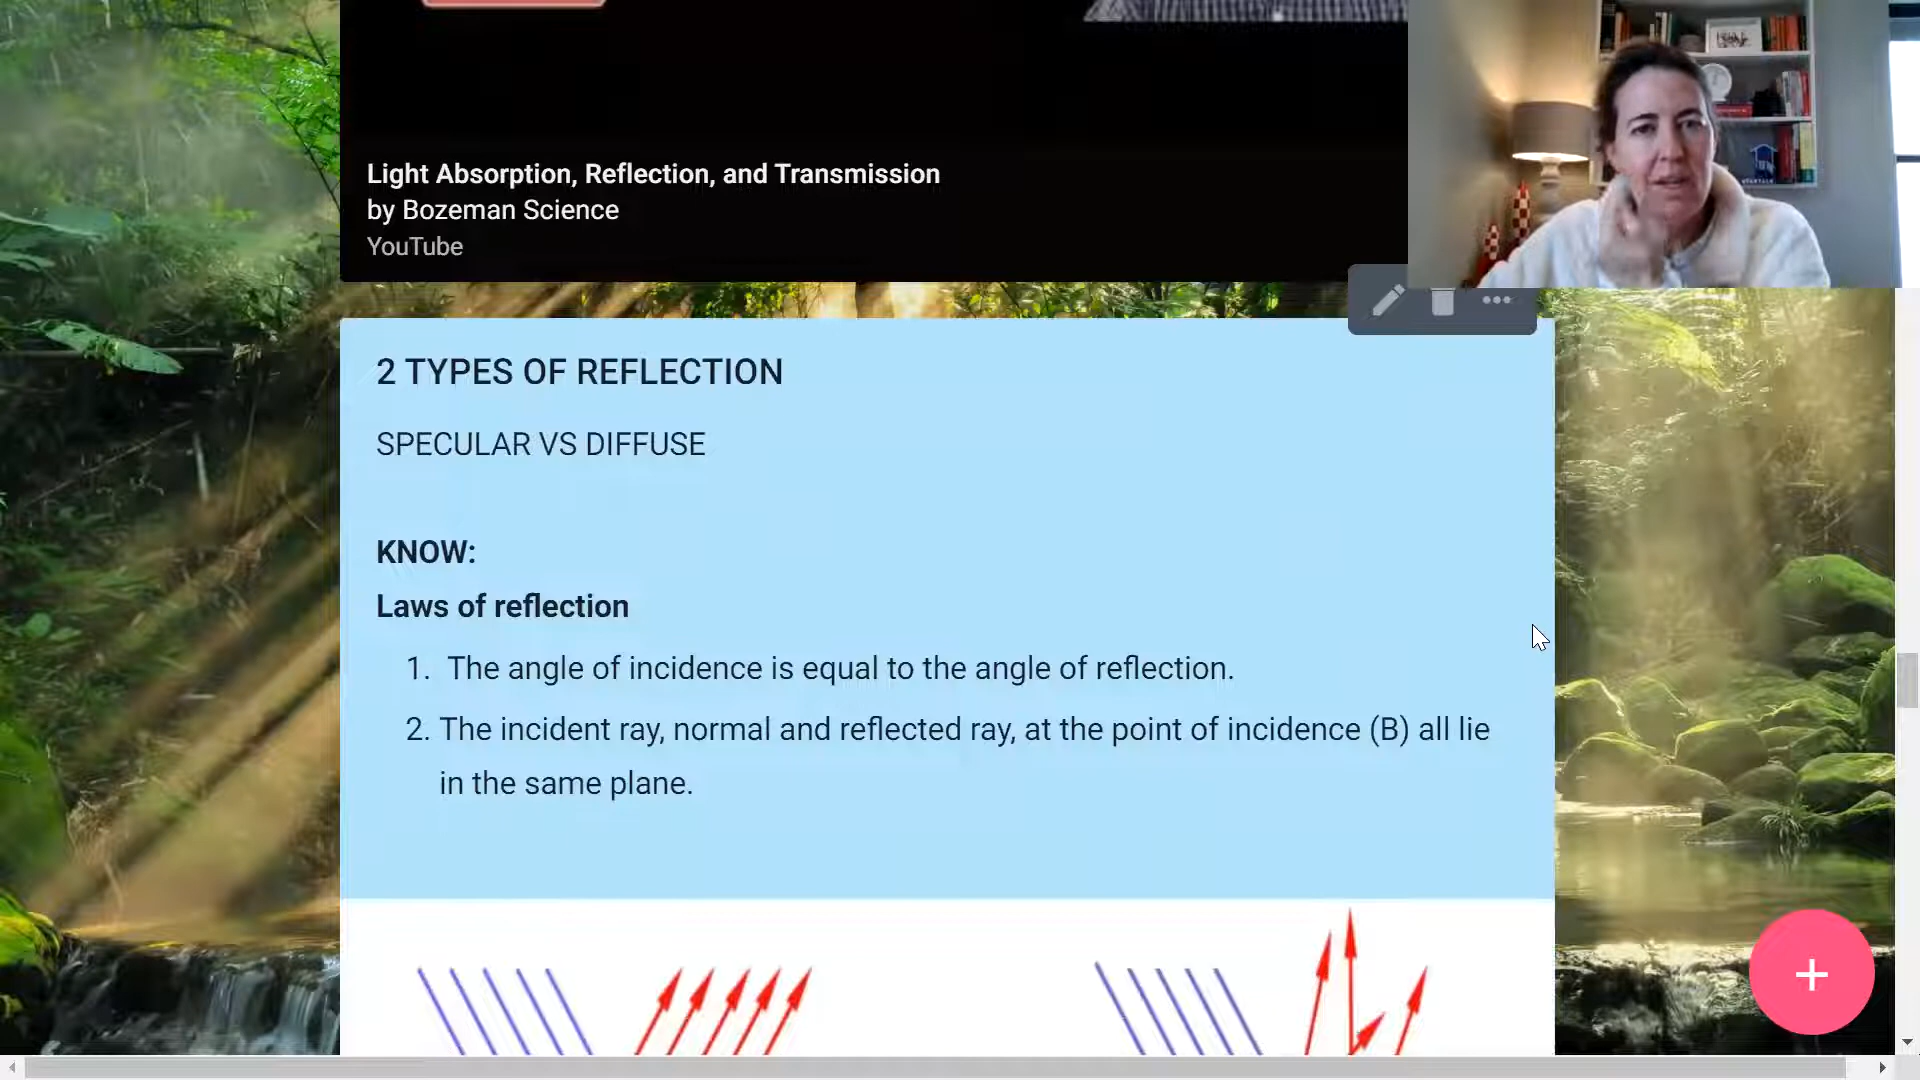 Light Absorption, Reflection, and Transmission
by Bozeman Science
YouTube
2 TYPES OF REFLECTION
SPECULAR VS DIFFUSE
KNOW:
Laws of reflection
1. The angle of incidence is equal to the angle of reflection.
2. The incident ray, normal and reflected ray, at the point of incidence (B) all lie
in the same plane.